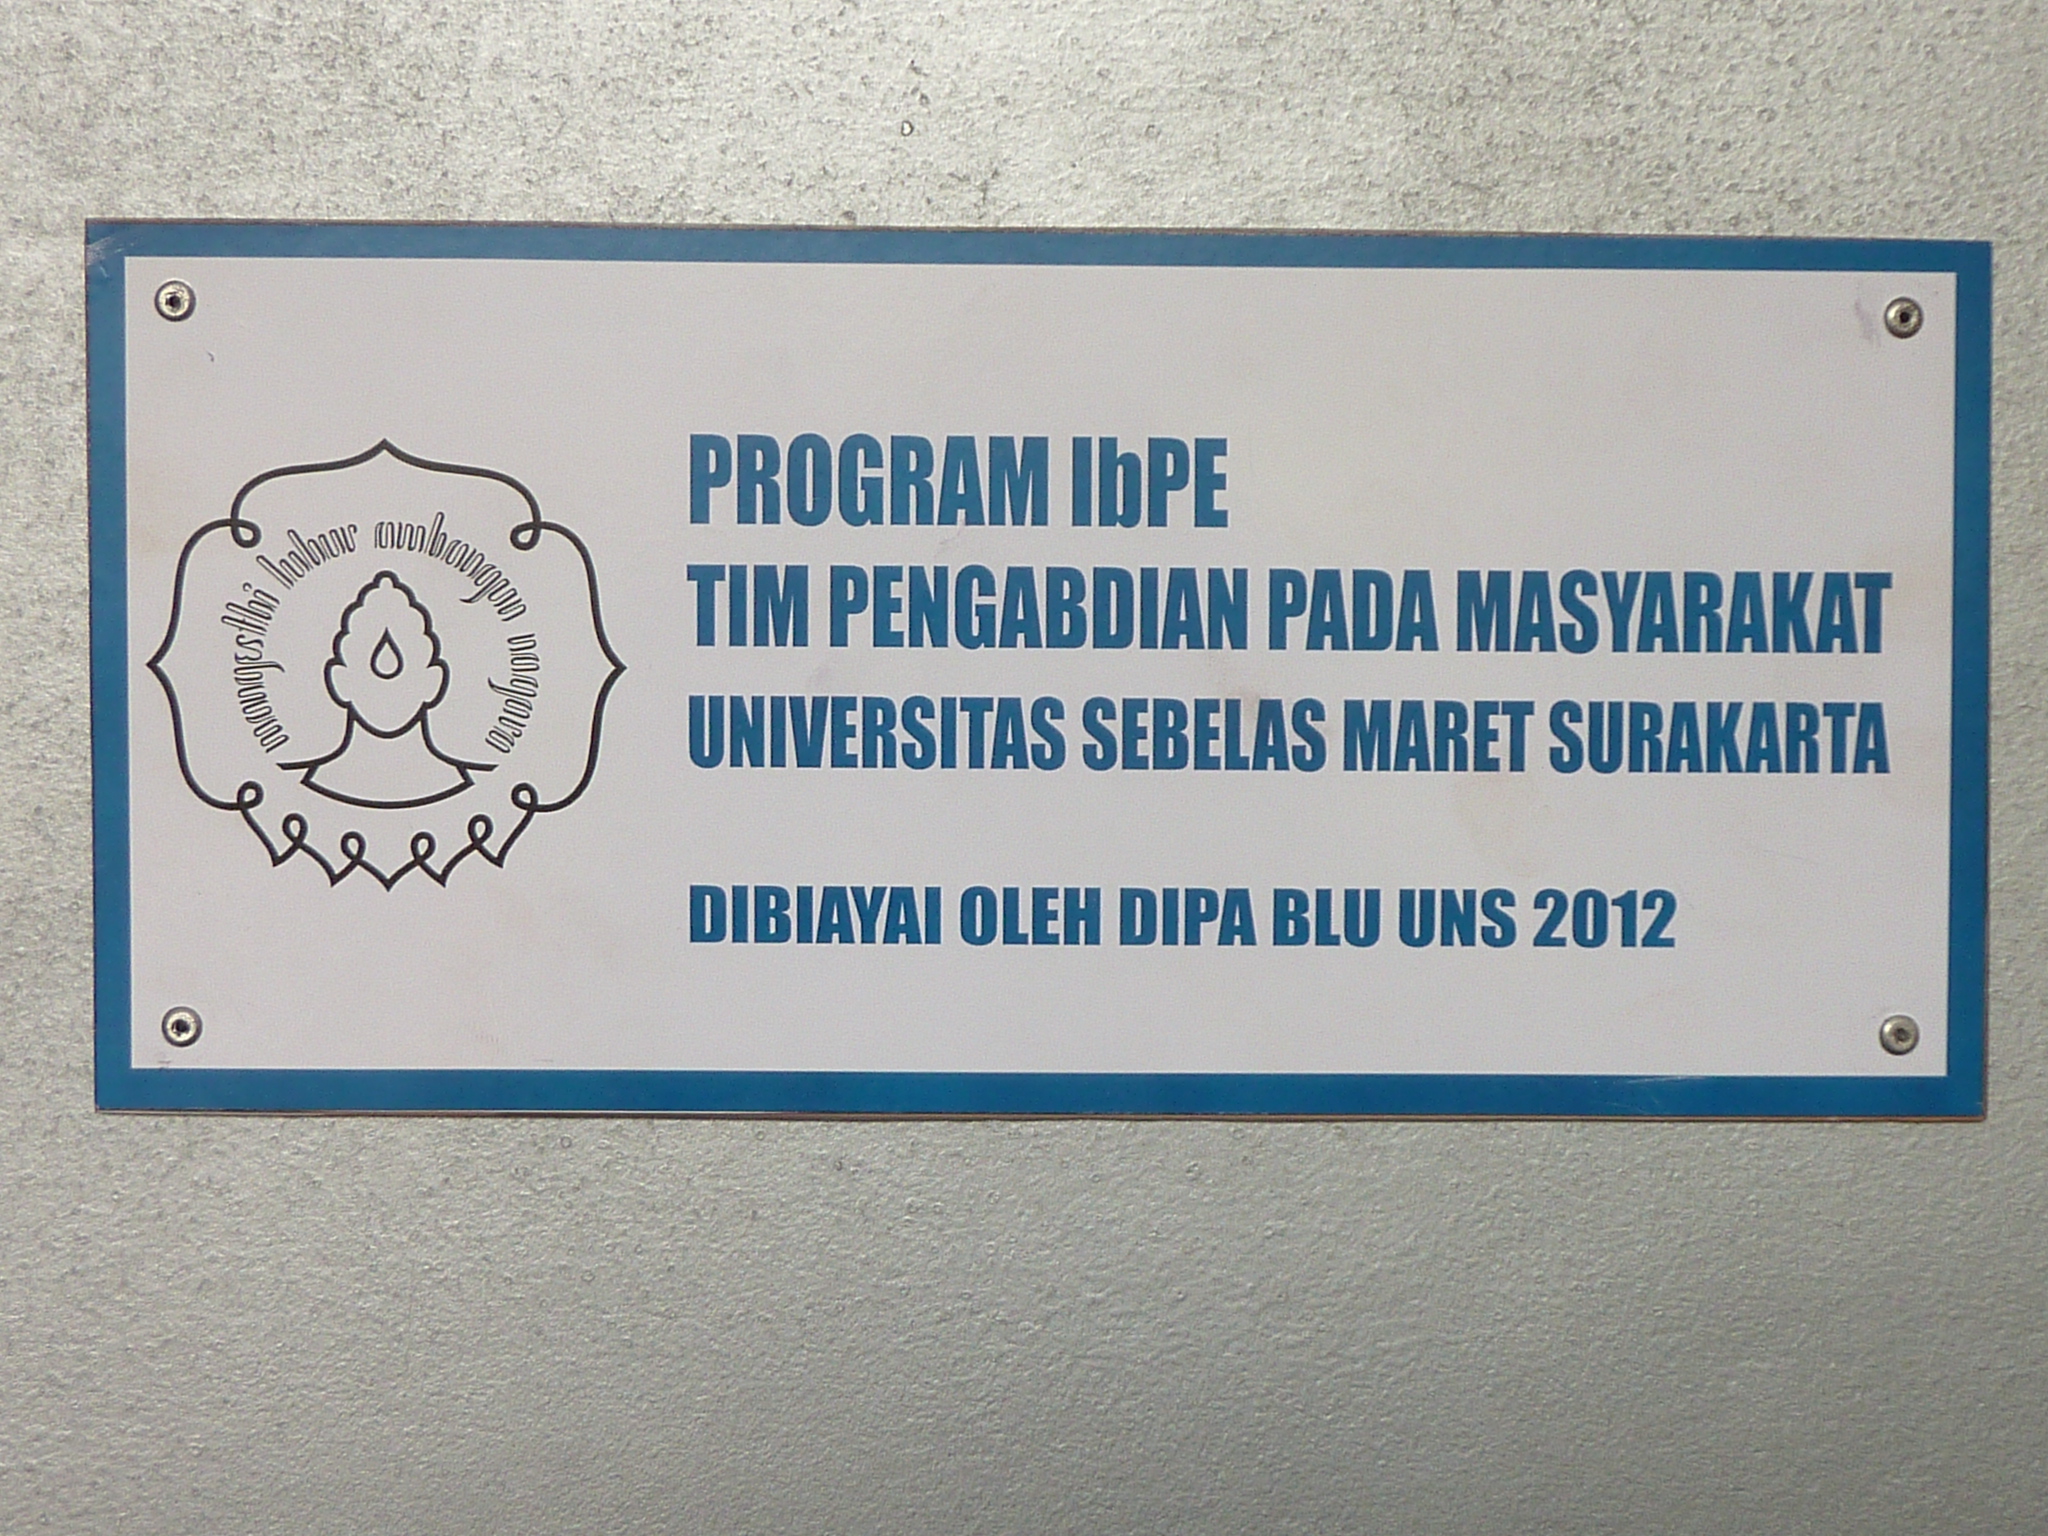 mangesthi luhur ambangun nagara
PROGRAM IbPE
TIM PENGABDIAN PADA MASYARAKAT
UNIVERSITAS SEBELAS MARET SURAKARTA
DIBIAYAI OLEH DIPA BLU UNS 2012